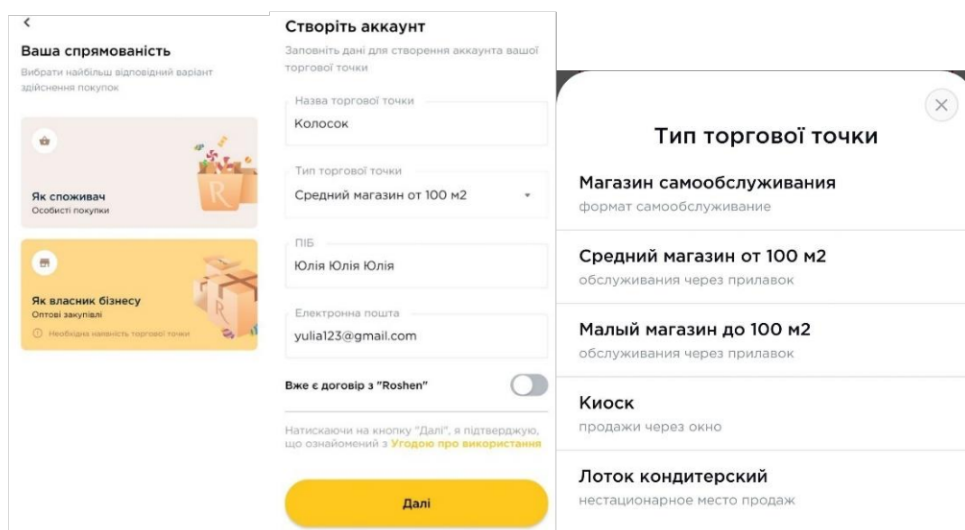 Ваша спрямованість
Вибрати найбільш відповідний варіант
здійснення покупок
Як споживач
Особисті покупки
Як власник бізнесу
Оптові закупівлі
Необхідна наявність торгової точки
Створіть аккаунт
Заповніть дані для створення аккаунта вашої
торгової точки
Назва торгової точки
Колосок
Тип торгової точки
Средний магазин от 100 м2
ПІБ
Юлія Юлія Юлія
Електронна пошта
yulia123@gmail.com
Вже є договір з "Roshen"
Натискаючи на кнопку "Далі", я підтверджую,
що ознайомий з Угодою про використання
Далі
Тип торгової точки
Магазин самообслуживания
формат самообслуживание
Средний магазин от 100 м2
обслуживания через прилавок
Малый магазин до 100 м2
обслуживания через прилавок
Киоск
продажи через окно
Лоток кондитерский
нестационарное место продаж